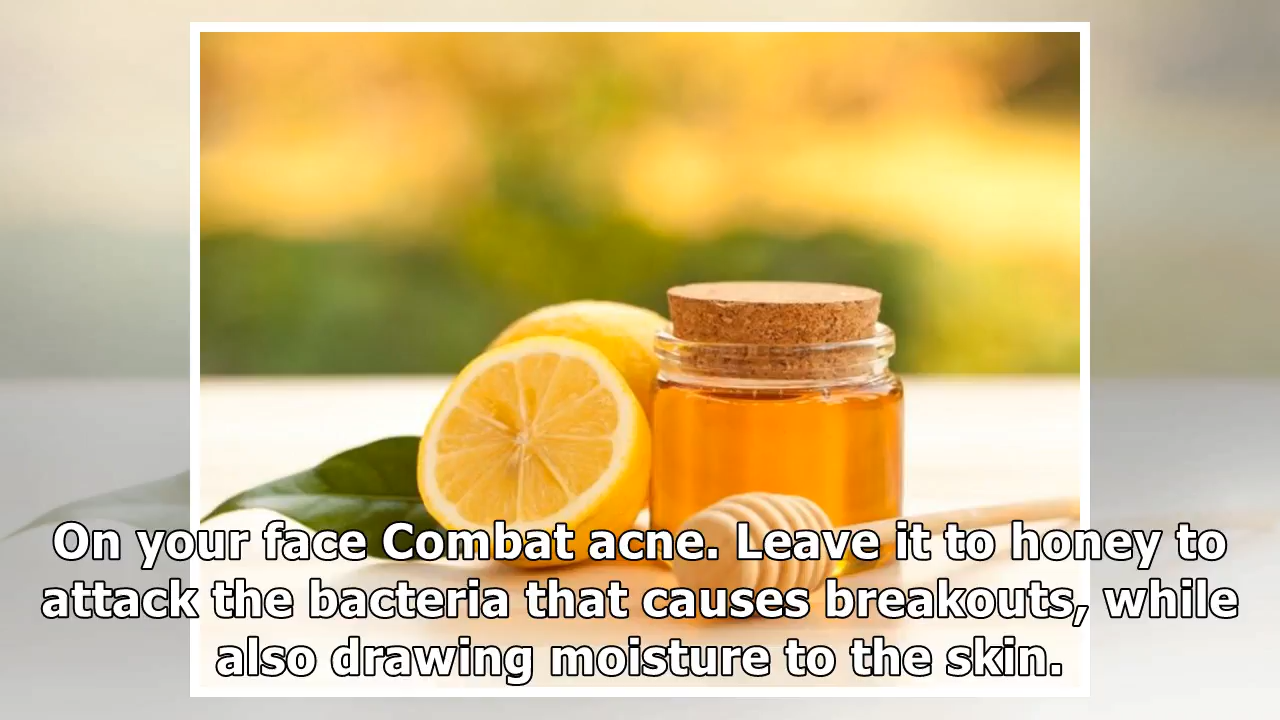 On your face Combat acne. Leave it to honey to
attack the bacteria that causes breakouts, while
also drawing moisture to the skin.